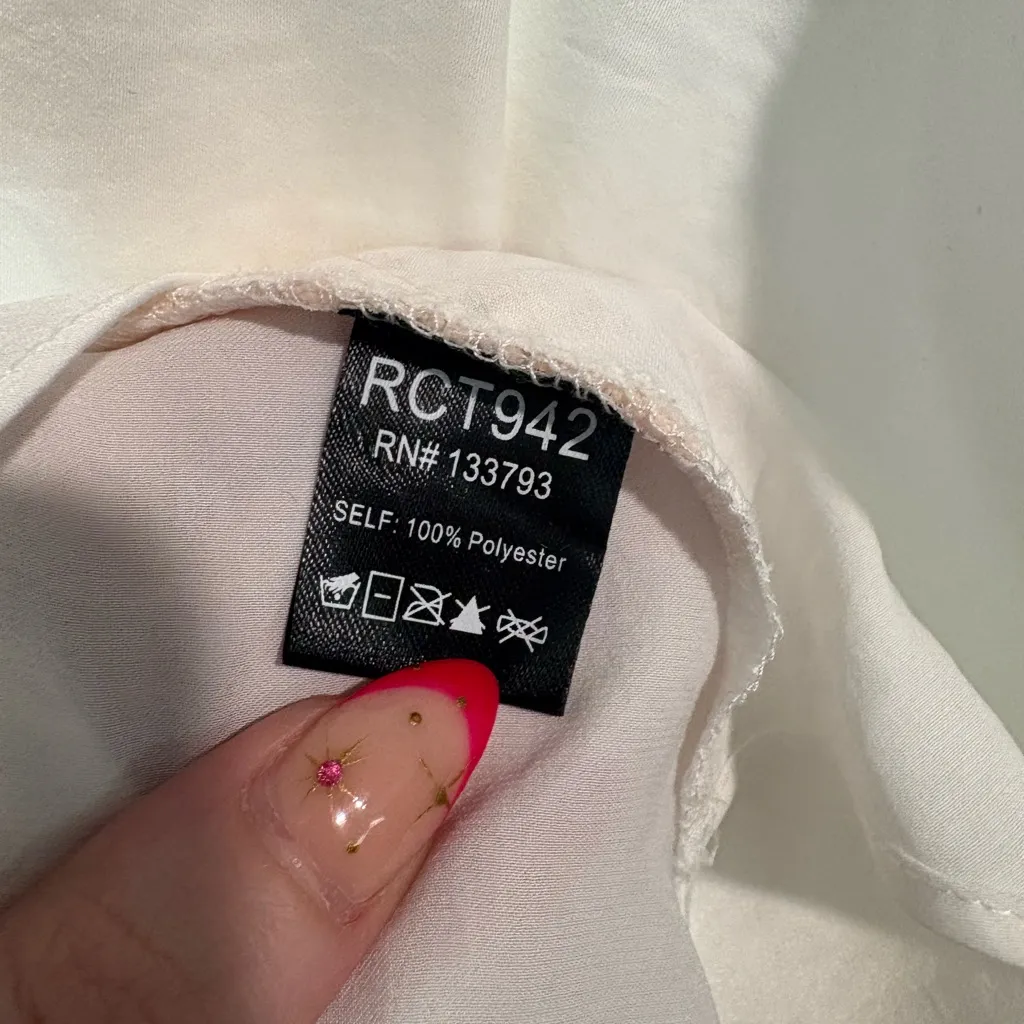 RCT942
RN# 133793
SELF: 100% Polyester